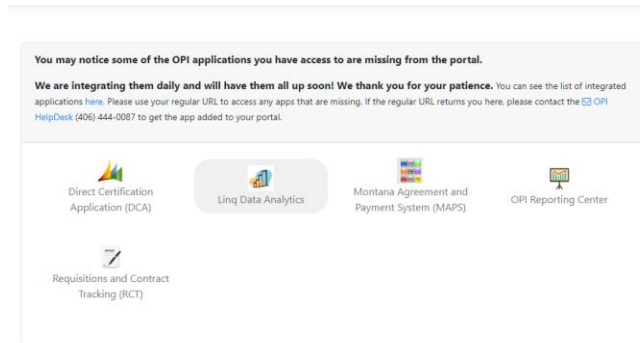 You may notice some of the OPI applications you have access to are missing from the portal.
We are integrating them daily and will have them all up soon! We thank you for your patience. You can see the list of integrated
applications here. Please use your regular URL to access any apps that are missing. If the regular URL returns you here, please contact the OPI
HelpDesk (406) 444-0087 to get the app added to your portal.
Direct Certification
Application (DCA)
Linq Data Analytics
Montana Agreement and
Payment System (MAPS)
OPI Reporting Center
Requisitions and Contract
Tracking (RCT)